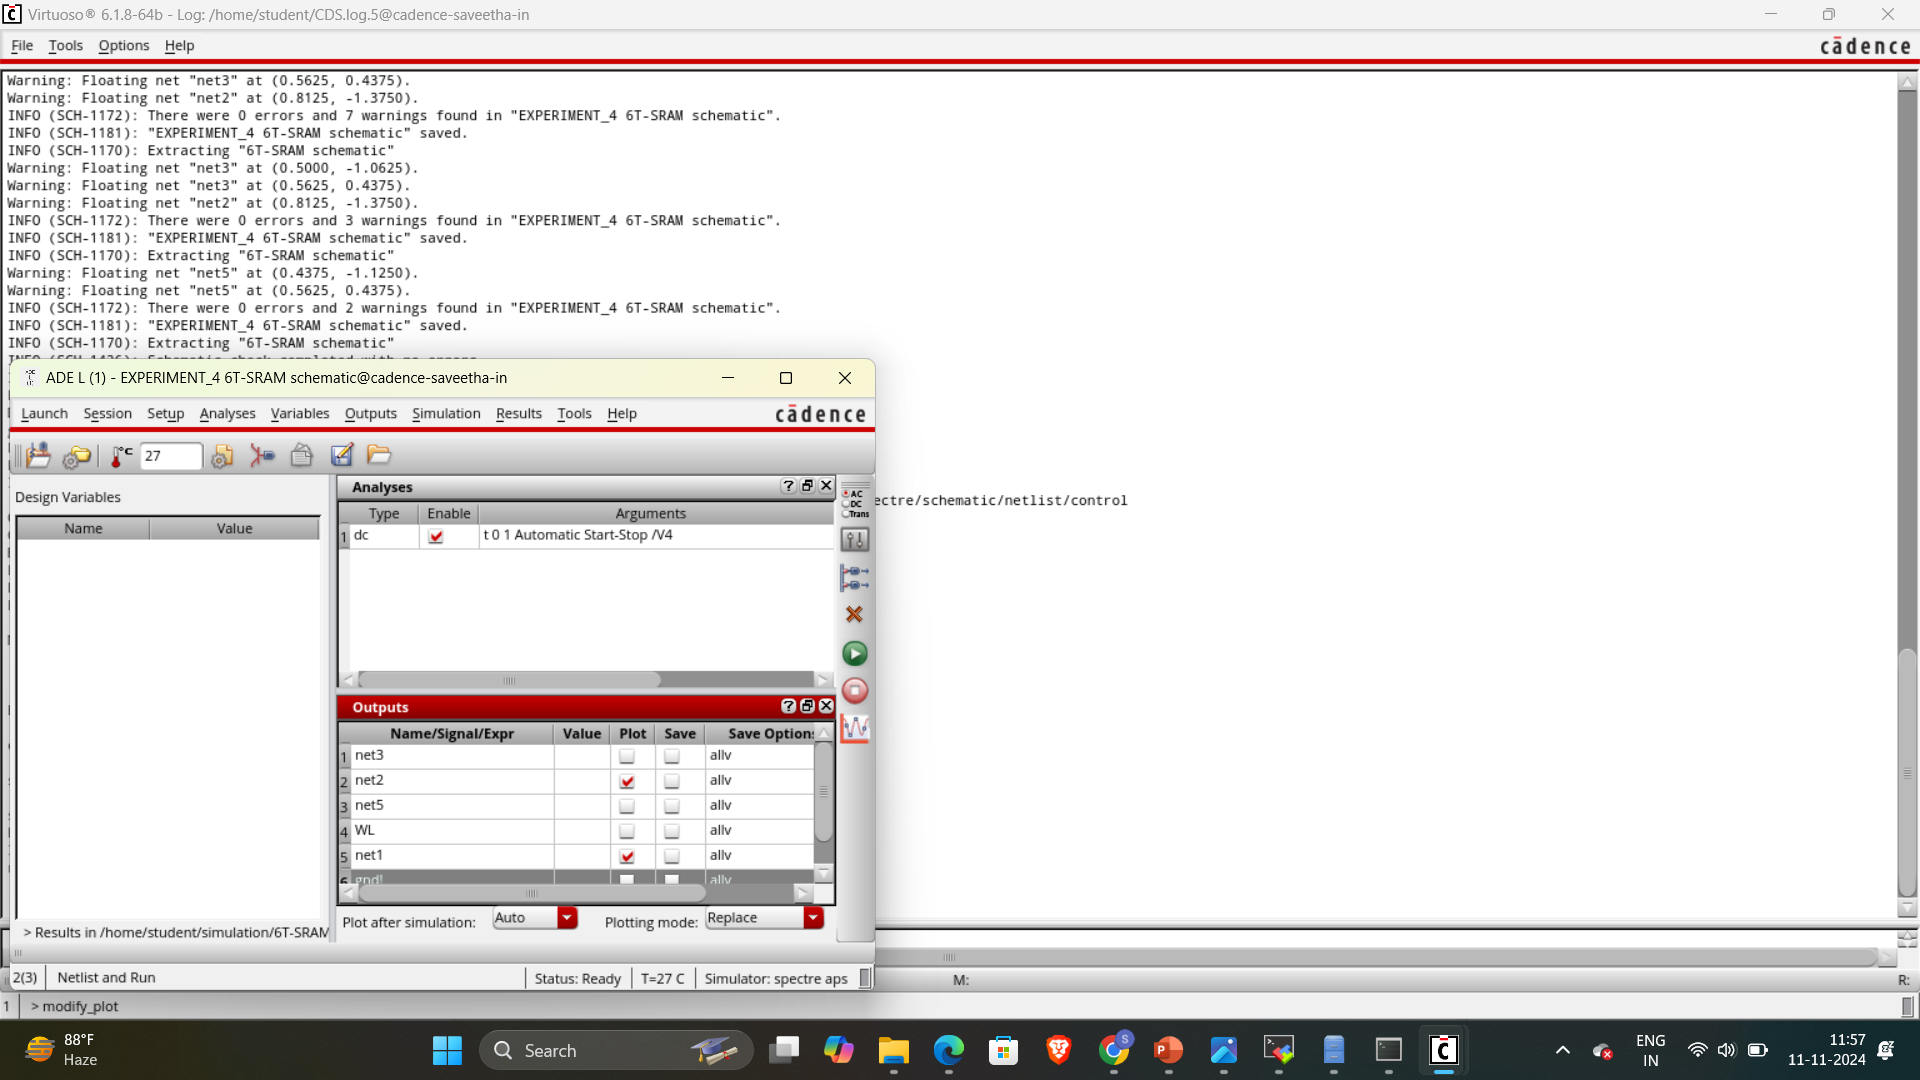 Virtuoso® 6.1.8-64b - Log: /home/student/CDS.log.5@cadence-saveetha-in
File Tools Options Help
cādence
Warning: Floating net "net3" at (0.5625, 0.4375).
Warning: Floating net "net2" at (0.8125, -1.3750).
INFO (SCH-1172): There were 0 errors and 7 warnings found in "EXPERIMENT_4 6T-SRAM schematic".
INFO (SCH-1181): "EXPERIMENT_4 6T-SRAM schematic" saved.
INFO (SCH-1170): Extracting "6T-SRAM schematic"
Warning: Floating net "net3" at (0.5000, -1.0625).
Warning: Floating net "net3" at (0.5625, 0.4375).
Warning: Floating net "net2" at (0.8125, -1.3750).
INFO (SCH-1172): There were 0 errors and 3 warnings found in "EXPERIMENT_4 6T-SRAM schematic".
INFO (SCH-1181): "EXPERIMENT_4 6T-SRAM schematic" saved.
INFO (SCH-1170): Extracting "6T-SRAM schematic"
Warning: Floating net "net5" at (0.4375, -1.1250).
Warning: Floating net "net5" at (0.5625, 0.4375).
INFO (SCH-1172): There were 0 errors and 2 warnings found in "EXPERIMENT_4 6T-SRAM schematic".
INFO (SCH-1181): "EXPERIMENT_4 6T-SRAM schematic" saved.
INFO (SCH-1170): Extracting "6T-SRAM schematic"
ADE L (1) - EXPERIMENT_4 6T-SRAM schematic@cadence-saveetha-in
Launch Session Setup Analyses Variables Outputs Simulation Results Tools Help
cādence
°C 27
Design Variables
Name Value
Analyses
Type Enable Arguments
1 dc t 0 1 Automatic Start-Stop /V4
AC
DC
Trans
ectre/schematic/netlist/control
Outputs
Name/Signal/Expr Value Plot Save Save Option
1 net3 allv
2 net2 allv
3 net5 allv
4 WL allv
5 net1 allv
6 gnd! allv
Plot after simulation: Auto Plotting mode: Replace
> Results in /home/student/simulation/6T-SRAM
2(3) Netlist and Run Status: Ready T=27 C Simulator: spectre aps
M: R:
1 > modify_plot
88°F
Haze
Search
S
ENG
IN
11:57
11-11-2024